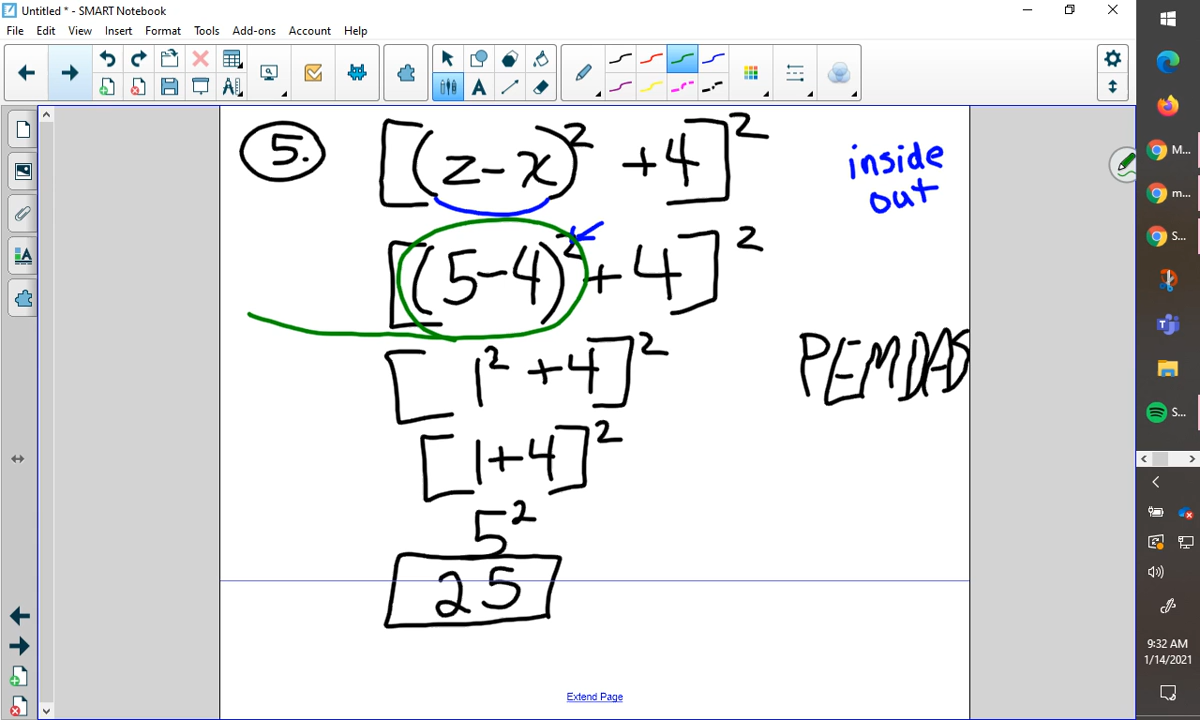 Untitled * - SMART Notebook
File Edit View Insert Format Tools Add-ons Account Help
5. [(z-x)² +4]²
inside
out
[(5-4)²+4]²
[ 1² +4]²
PEMDAS
[1+4]²
5²
25
Extend Page
M...
m...
S...
S...
9:32 AM
1/14/2021